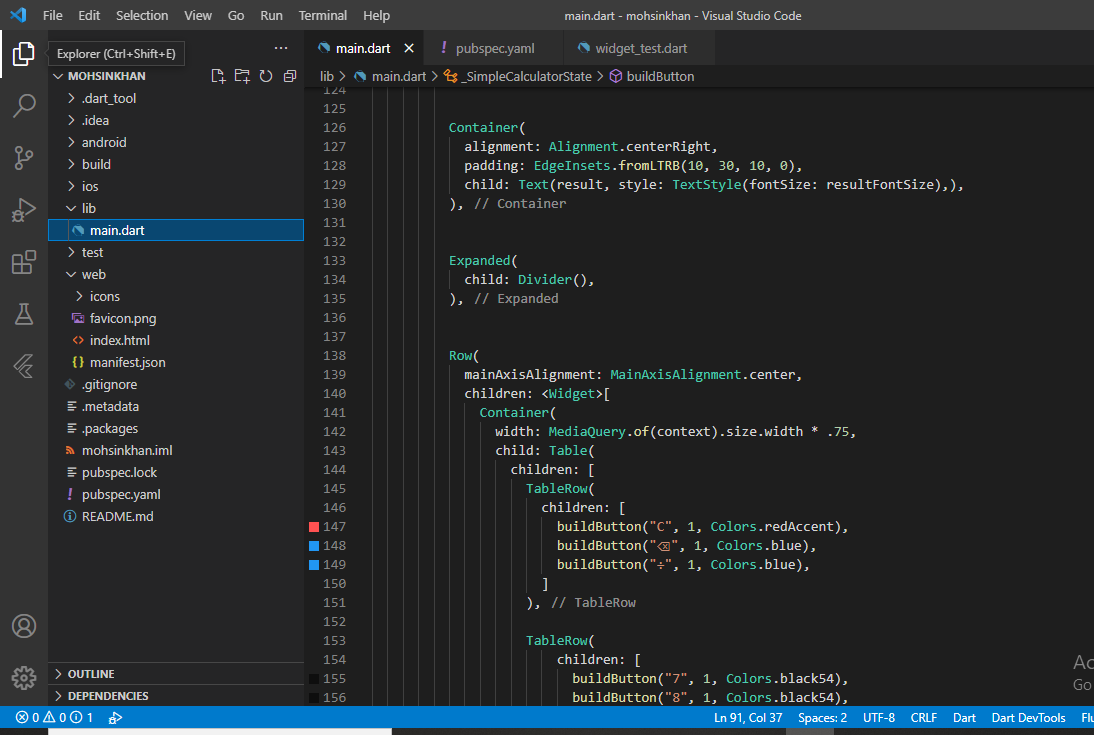 File Edit Selection View Go Run Terminal Help main.dart - mohsinkhan - Visual Studio Code
Explorer (Ctrl+Shift+E)
MOHSINKHAN
.dart_tool
.idea
android
build
ios
lib
main.dart
test
web
icons
favicon.png
index.html
manifest.json
.gitignore
.metadata
.packages
mohsinkhan.iml
pubspec.lock
pubspec.yaml
README.md
OUTLINE
DEPENDENCIES
main.dart × ! pubspec.yaml widget_test.dart
lib > main.dart > _SimpleCalculatorState > buildButton
124
125
126 Container(
127 alignment: Alignment.centerRight,
128 padding: EdgeInsets.fromLTRB(10, 30, 10, 0),
129 child: Text(result, style: TextStyle(fontSize: resultFontSize),),
130 ), // Container
131
132
133 Expanded(
134 child: Divider(),
135 ), // Expanded
136
137
138 Row(
139 mainAxisAlignment: MainAxisAlignment.center,
140 children: <Widget>[
141 Container(
142 width: MediaQuery.of(context).size.width * .75,
143 child: Table(
144 children: [
145 TableRow(
146 children: [
147 buildButton("C", 1, Colors.redAccent),
148 buildButton("⌫", 1, Colors.blue),
149 buildButton("÷", 1, Colors.blue),
150 ]
151 ), // TableRow
152
153 TableRow(
154 children: [
155 buildButton("7", 1, Colors.black54),
156 buildButton("8", 1, Colors.black54),
Ac
Go
0 0 1 Ln 91, Col 37 Spaces: 2 UTF-8 CRLF Dart Dart DevTools Flu